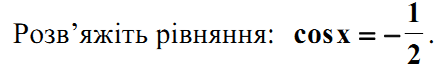 Розв’яжіть рівняння: cos x = −1/2.